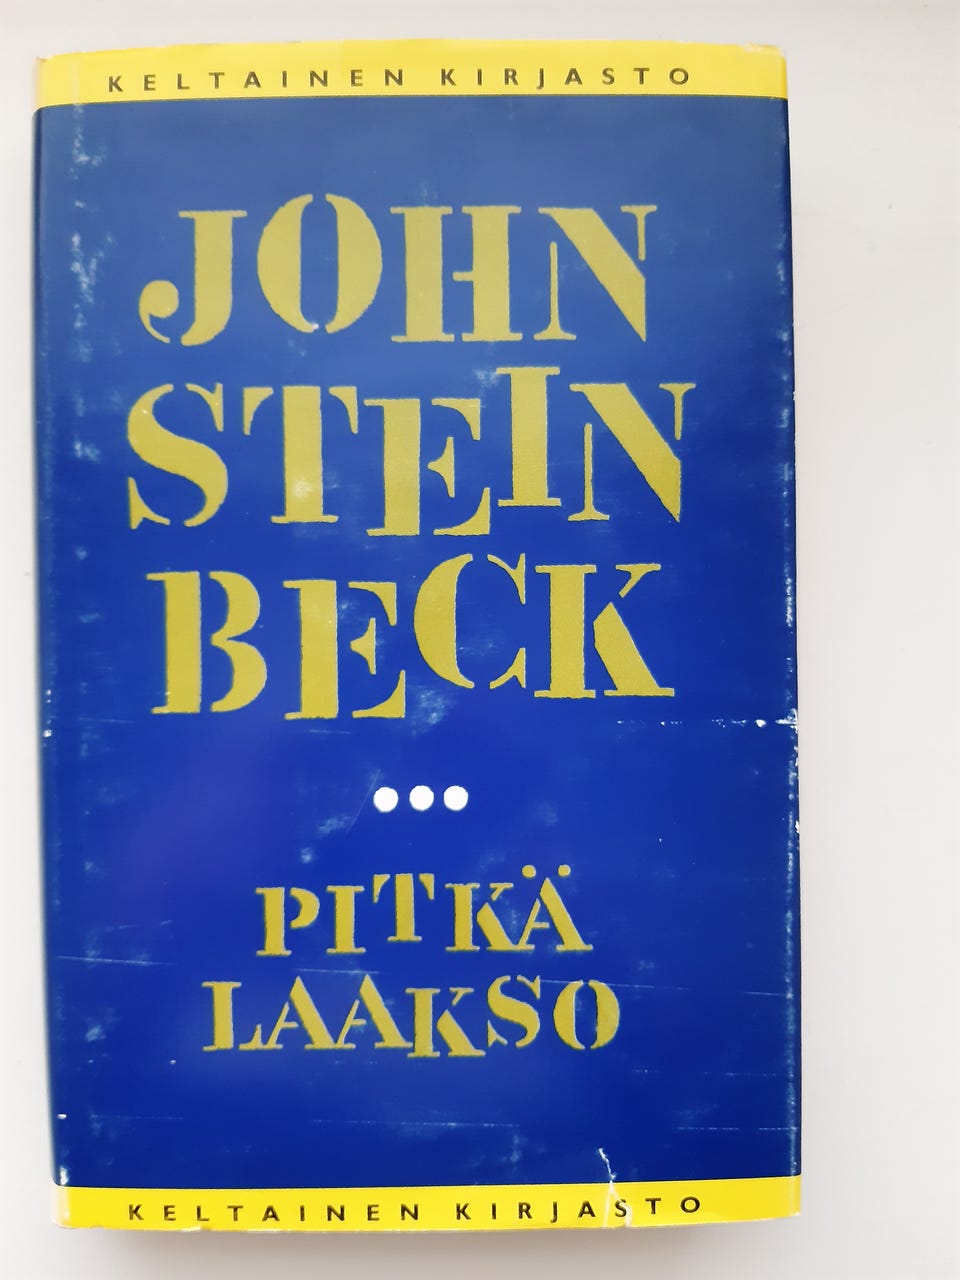 KELTAINEN KIRJASTO
JOHN
STEIN
BECK
PITKÄ
LAAKSO
KELTAINEN KIRJASTO